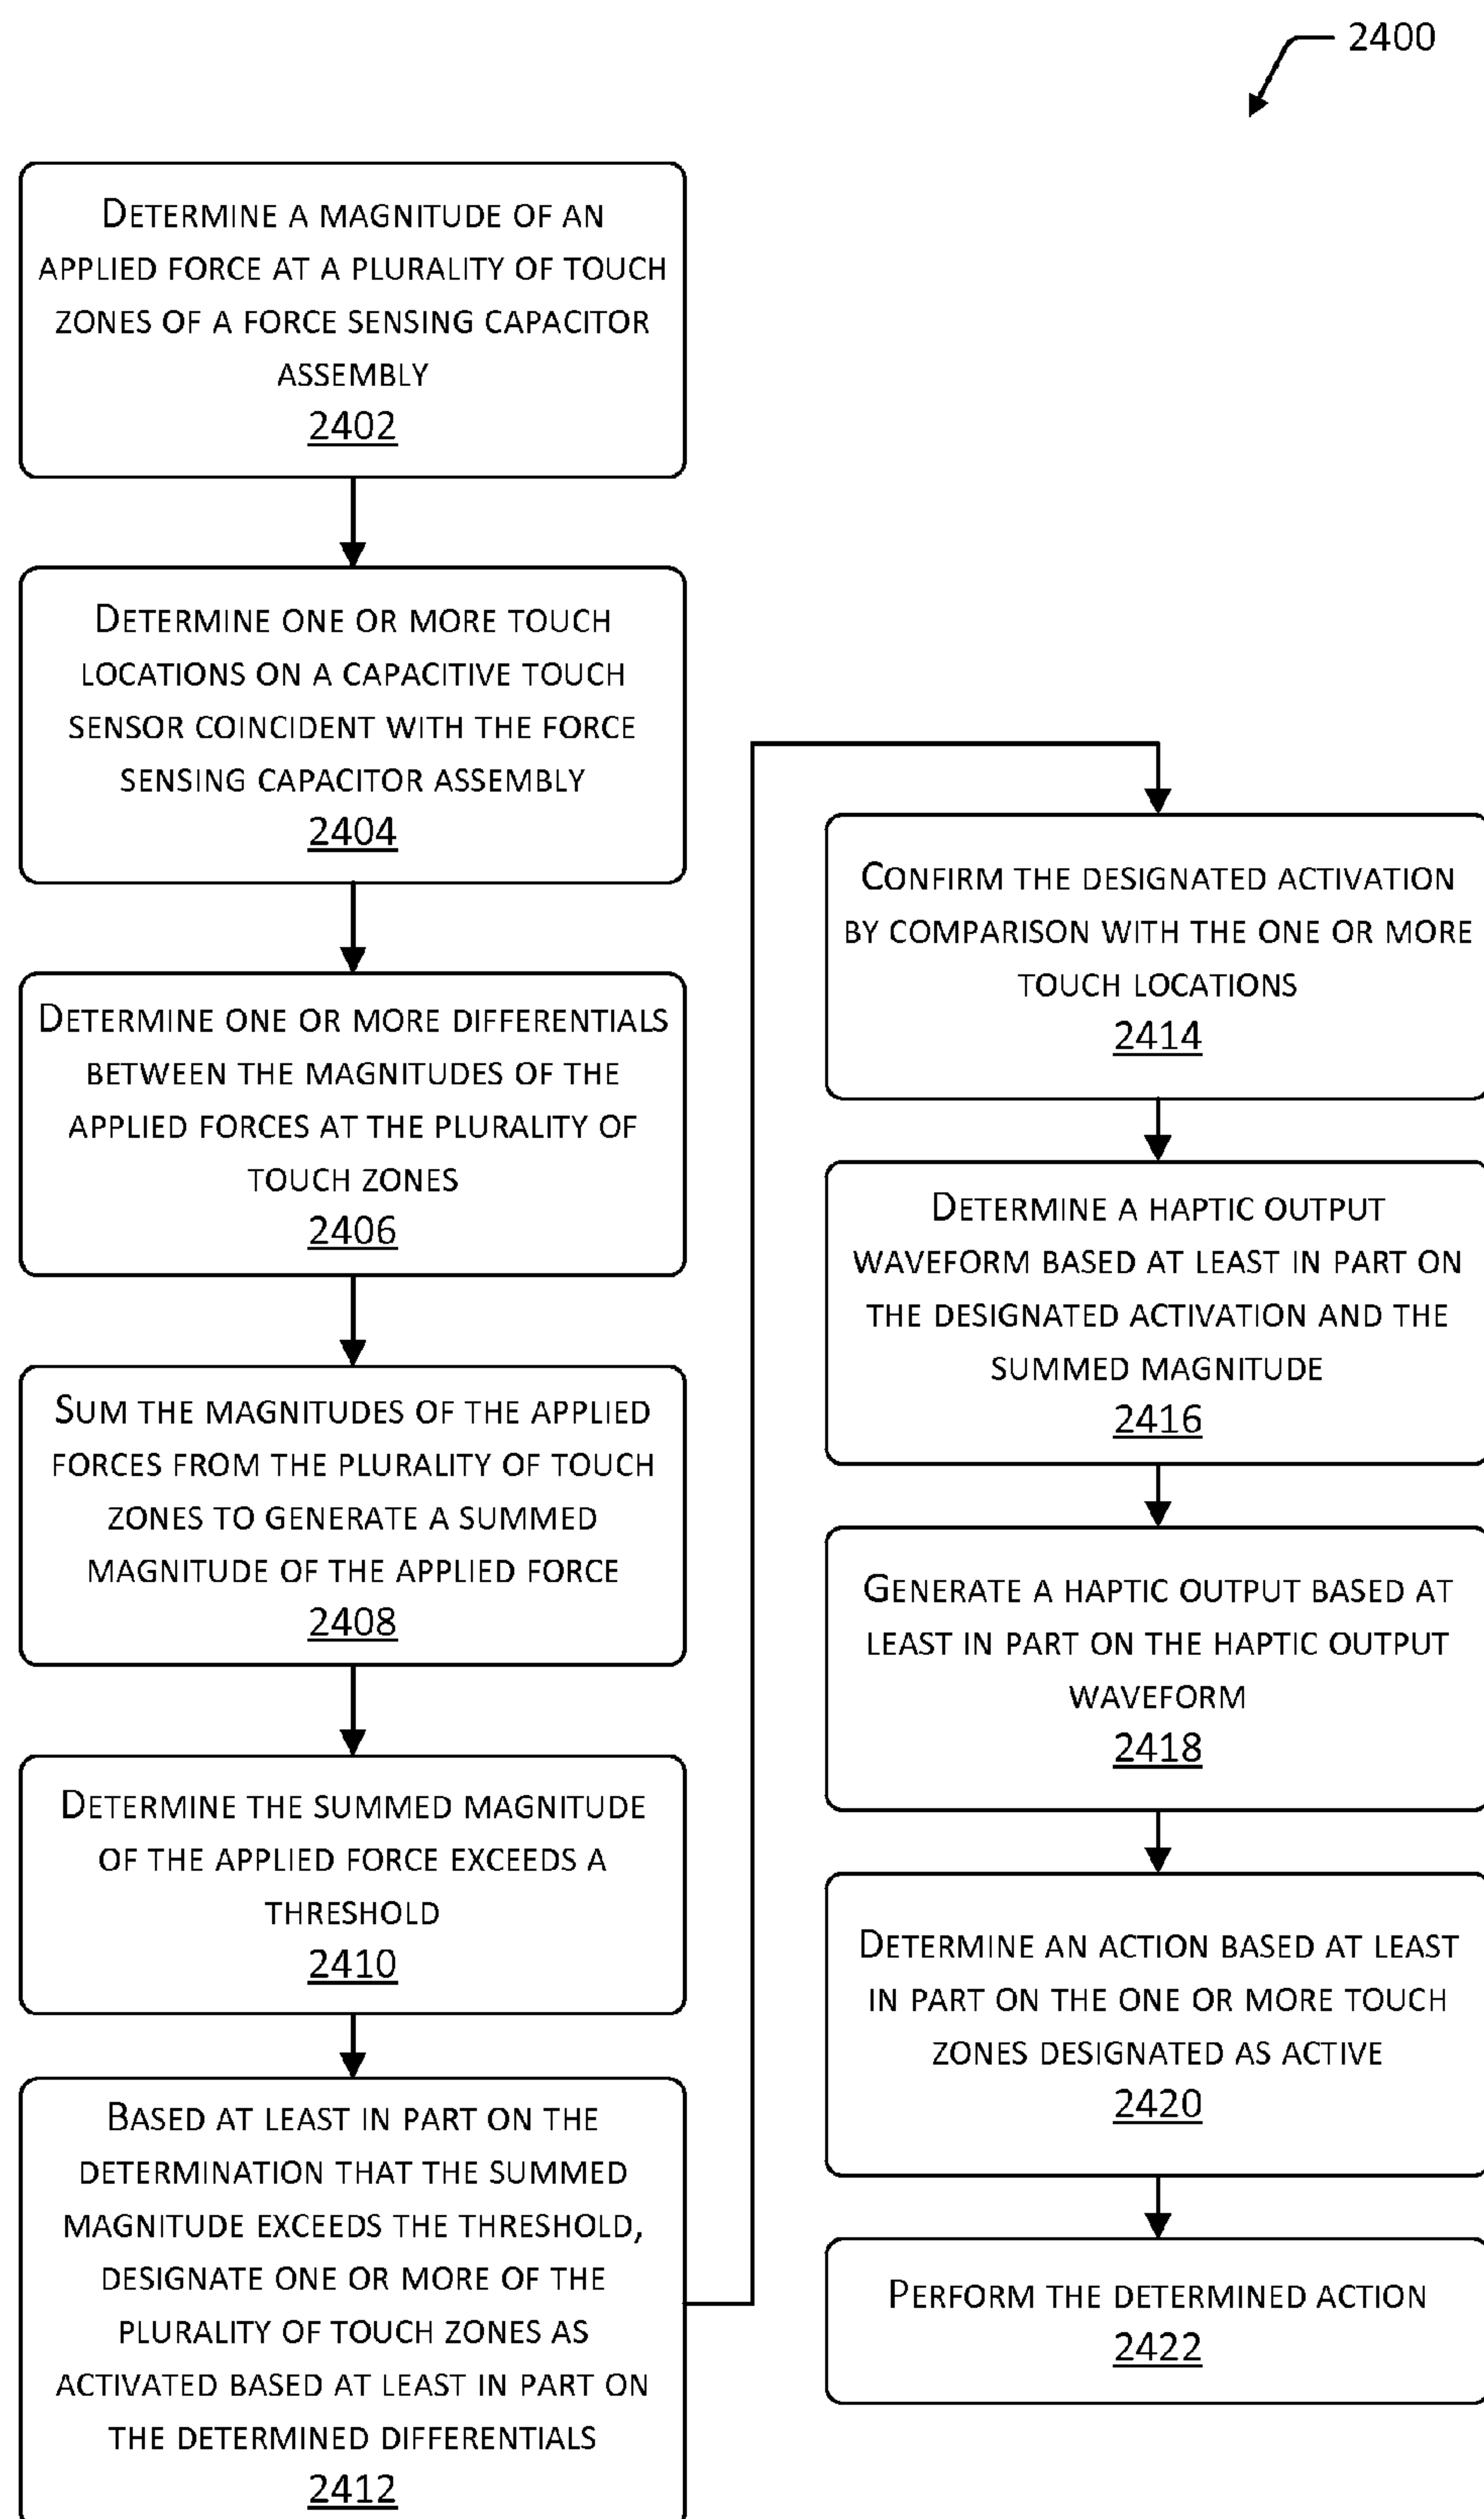 2400
DETERMINE A MAGNITUDE OF AN
APPLIED FORCE AT A PLURALITY OF TOUCH
ZONES OF A FORCE SENSING CAPACITOR
ASSEMBLY
2402
DETERMINE ONE OR MORE TOUCH
LOCATIONS ON A CAPACITIVE TOUCH
SENSOR COINCIDENT WITH THE FORCE
SENSING CAPACITOR ASSEMBLY
2404
DETERMINE ONE OR MORE DIFFERENTIALS
BETWEEN THE MAGNITUDES OF THE
APPLIED FORCES AT THE PLURALITY OF
TOUCH ZONES
2406
SUM THE MAGNITUDES OF THE APPLIED
FORCES FROM THE PLURALITY OF TOUCH
ZONES TO GENERATE A SUMMED
MAGNITUDE OF THE APPLIED FORCE
2408
DETERMINE THE SUMMED MAGNITUDE
OF THE APPLIED FORCE EXCEEDS A
THRESHOLD
2410
BASED AT LEAST IN PART ON THE
DETERMINATION THAT THE SUMMED
MAGNITUDE EXCEEDS THE THRESHOLD,
DESIGNATE ONE OR MORE OF THE
PLURALITY OF TOUCH ZONES AS
ACTIVATED BASED AT LEAST IN PART ON
THE DETERMINED DIFFERENTIALS
2412
CONFIRM THE DESIGNATED ACTIVATION
BY COMPARISON WITH THE ONE OR MORE
TOUCH LOCATIONS
2414
DETERMINE A HAPTIC OUTPUT
WAVEFORM BASED AT LEAST IN PART ON
THE DESIGNATED ACTIVATION AND THE
SUMMED MAGNITUDE
2416
GENERATE A HAPTIC OUTPUT BASED AT
LEAST IN PART ON THE HAPTIC OUTPUT
WAVEFORM
2418
DETERMINE AN ACTION BASED AT LEAST
IN PART ON THE ONE OR MORE TOUCH
ZONES DESIGNATED AS ACTIVE
2420
PERFORM THE DETERMINED ACTION
2422